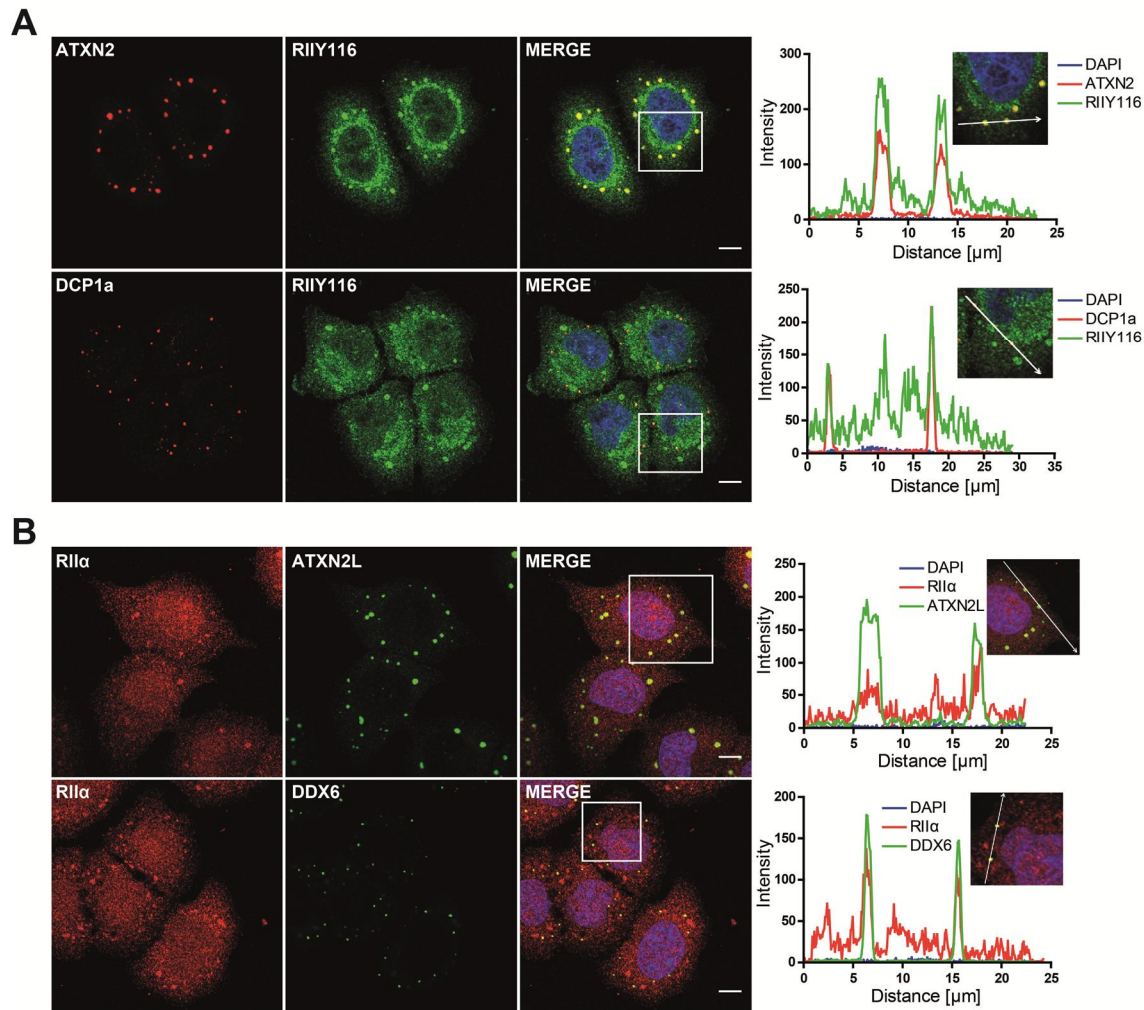 A
ATXN2
RIIY116
MERGE
Intensity
300
200
100
0
0
5
10
15
20
25
Distance [µm]
DAPI
ATXN2
RIIY116
DCP1a
RIIY116
MERGE
Intensity
250
200
150
100
50
0
0
5
10
15
20
25
30
35
Distance [µm]
DAPI
DCP1a
RIIY116
B
RIIα
ATXN2L
MERGE
Intensity
250
200
150
100
50
0
0
5
10
15
20
25
Distance [µm]
DAPI
RIIα
ATXN2L
RIIα
DDX6
MERGE
Intensity
200
150
100
50
0
0
5
10
15
20
25
Distance [µm]
DAPI
RIIα
DDX6